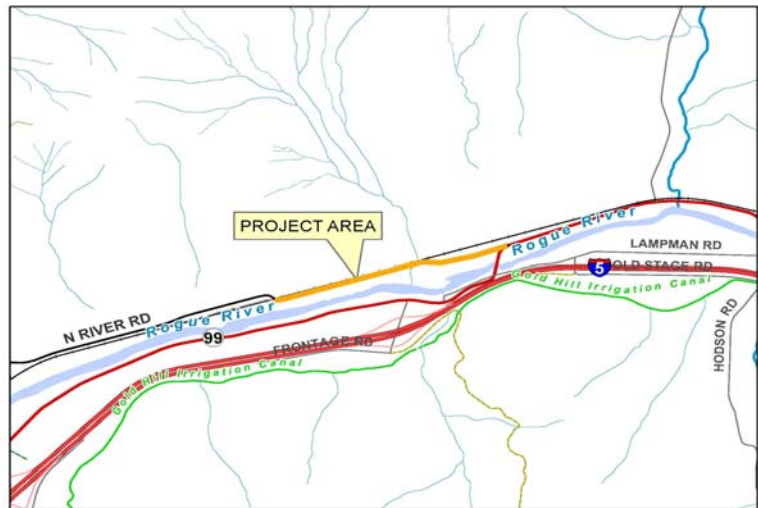 PROJECT AREA
Rogue River
LAMPMAN RD
5
OLD STAGE RD
Gold Hill Irrigation Canal
N RIVER RD
Rogue River
99
FRONTAGE RD
HODSON RD
Gold Hill Irrigation Canal